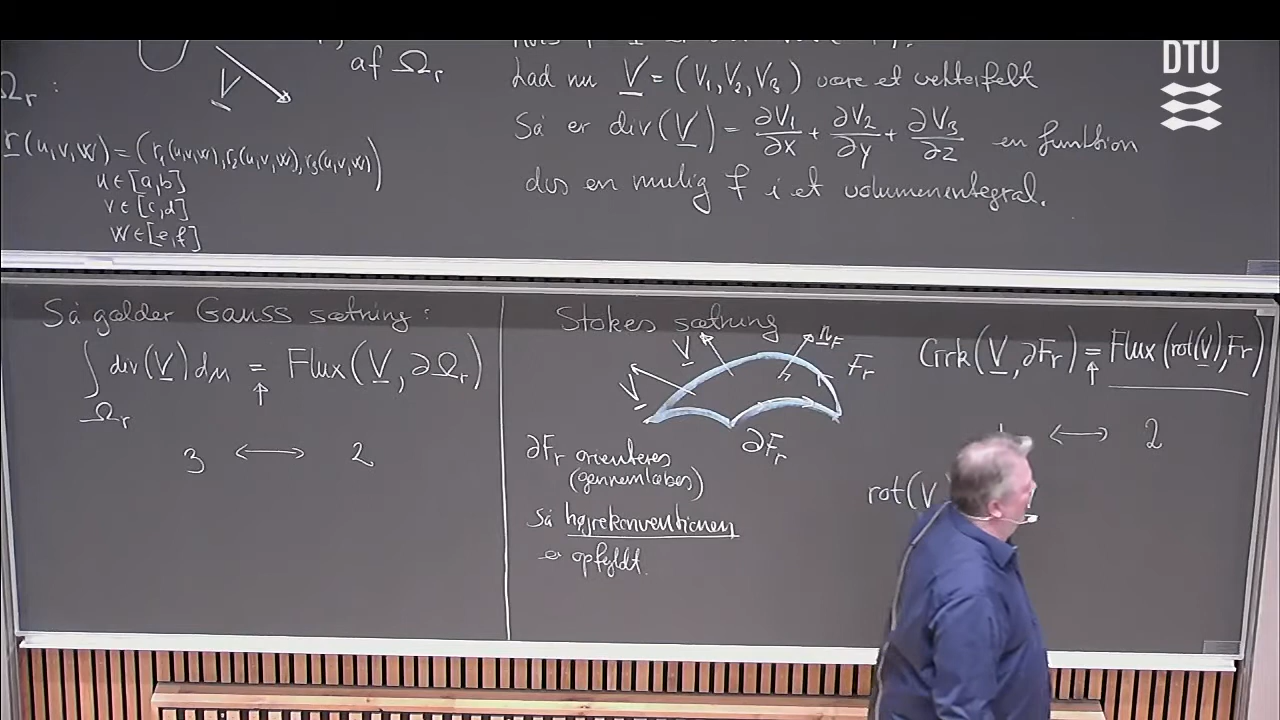 DTU
af Ωr
V
Ωr :
r(u,v,w) = (r1(u,v,w), r2(u,v,w), r3(u,v,w))
u ∈ [a,b]
v ∈ [c,d]
w ∈ [e,f]
Lad nu V = (V1, V2, V3) være et vektorfelt
Så er div(V) = ∂V1/∂x + ∂V2/∂y + ∂V3/∂z en funktion
dvs en mulig f i et volumenintegral.
Så gælder Gauss sætning :
∫Ωr div(V) dμ = Flux(V, ∂Ωr)
↑
3 ⟷ 2
Stokes sætning
V
V
nF
Fr
∂Fr
∂Fr orienteres
(gennemløbes)
så højrekonventionen
er opfyldt.
Cirk(V, ∂Fr) = Flux(rot(V), Fr)
↑
⟷ 2
rot(V